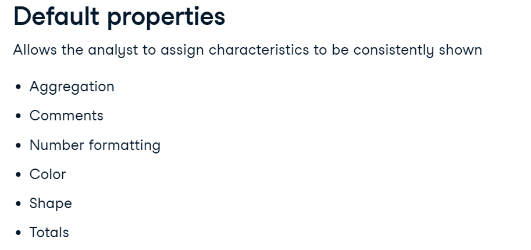 Default properties
Allows the analyst to assign characteristics to be consistently shown
• Aggregation
• Comments
• Number formatting
• Color
• Shape
• Totals